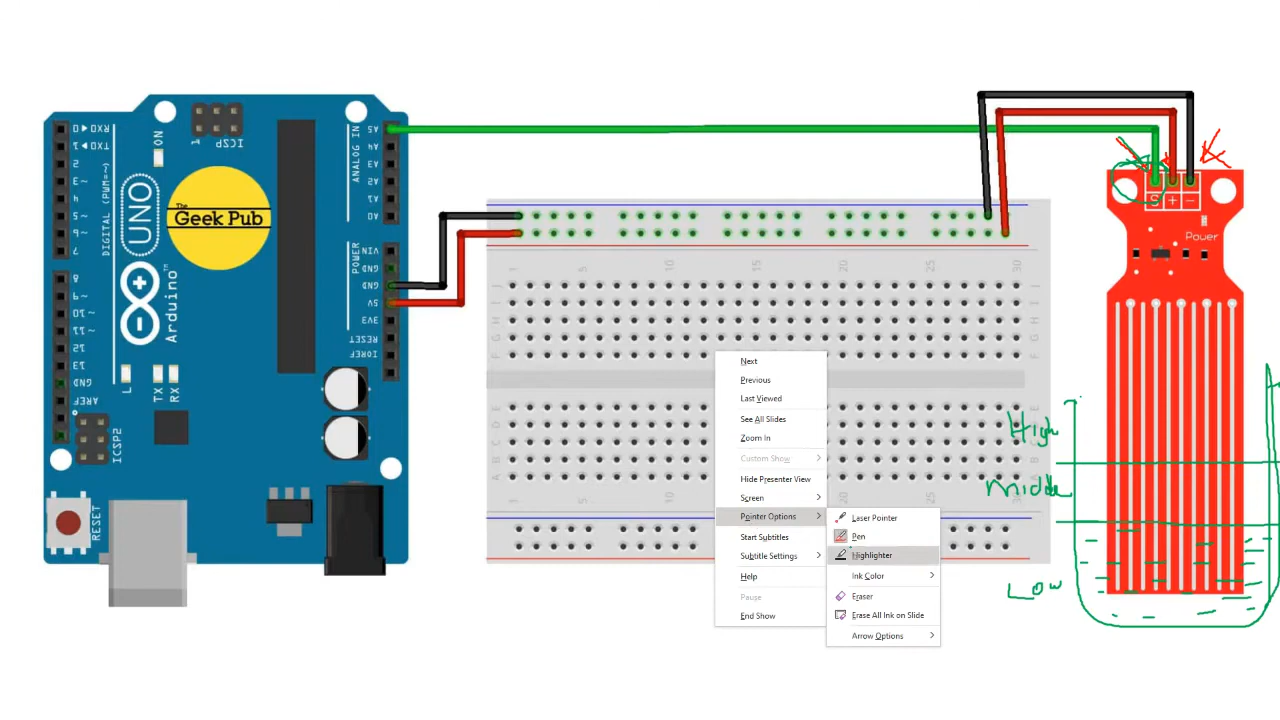 ON
1
ICSP
RX0
TX0
2
3~
4
5~
6~
7
8
9~
10~
11~
12
13
GND
AREF
DIGITAL (PWM=~)
UNO
The
Geek Pub
Arduino
TM
L
TX
RX
ICSP2
RESET
ANALOG IN
A5
A4
A3
A2
A1
A0
POWER
VIN
GND
GND
5V
3V3
RESET
IOREF
1 5 10 15 20 25 30
J
I
H
G
F
E
D
C
B
A
1 5 10 15 20
Next
Previous
Last Viewed
See All Slides
Zoom In
Custom Show
Hide Presenter View
Screen
Pointer Options
Start Subtitles
Subtitle Settings
Help
Pause
End Show
Laser Pointer
Pen
Highlighter
Ink Color
Eraser
Erase All Ink on Slide
Arrow Options
S + -
Power
High
Middle
Low